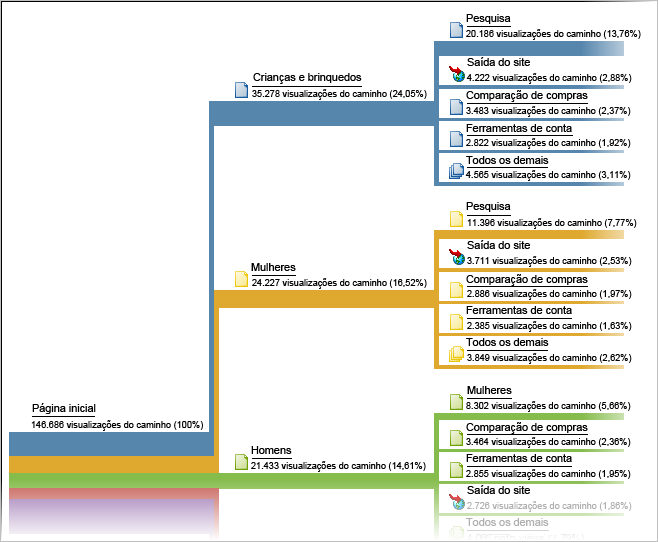 Página inicial
146.686 visualizações do caminho (100%)
Crianças e brinquedos
35.278 visualizações do caminho (24,05%)
Pesquisa
20.186 visualizações do caminho (13,76%)
Saída do site
4.222 visualizações do caminho (2,88%)
Comparação de compras
3.483 visualizações do caminho (2,37%)
Ferramentas de conta
2.822 visualizações do caminho (1,92%)
Todos os demais
4.565 visualizações do caminho (3,11%)
Mulheres
24.227 visualizações do caminho (16,52%)
Pesquisa
11.396 visualizações do caminho (7,77%)
Saída do site
3.711 visualizações do caminho (2,53%)
Comparação de compras
2.886 visualizações do caminho (1,97%)
Ferramentas de conta
2.385 visualizações do caminho (1,63%)
Todos os demais
3.849 visualizações do caminho (2,62%)
Homens
21.433 visualizações do caminho (14,61%)
Mulheres
8.302 visualizações do caminho (5,66%)
Comparação de compras
3.464 visualizações do caminho (2,36%)
Ferramentas de conta
2.855 visualizações do caminho (1,95%)
Saída do site
2.726 visualizações do caminho (1,86%)
Todos os demais